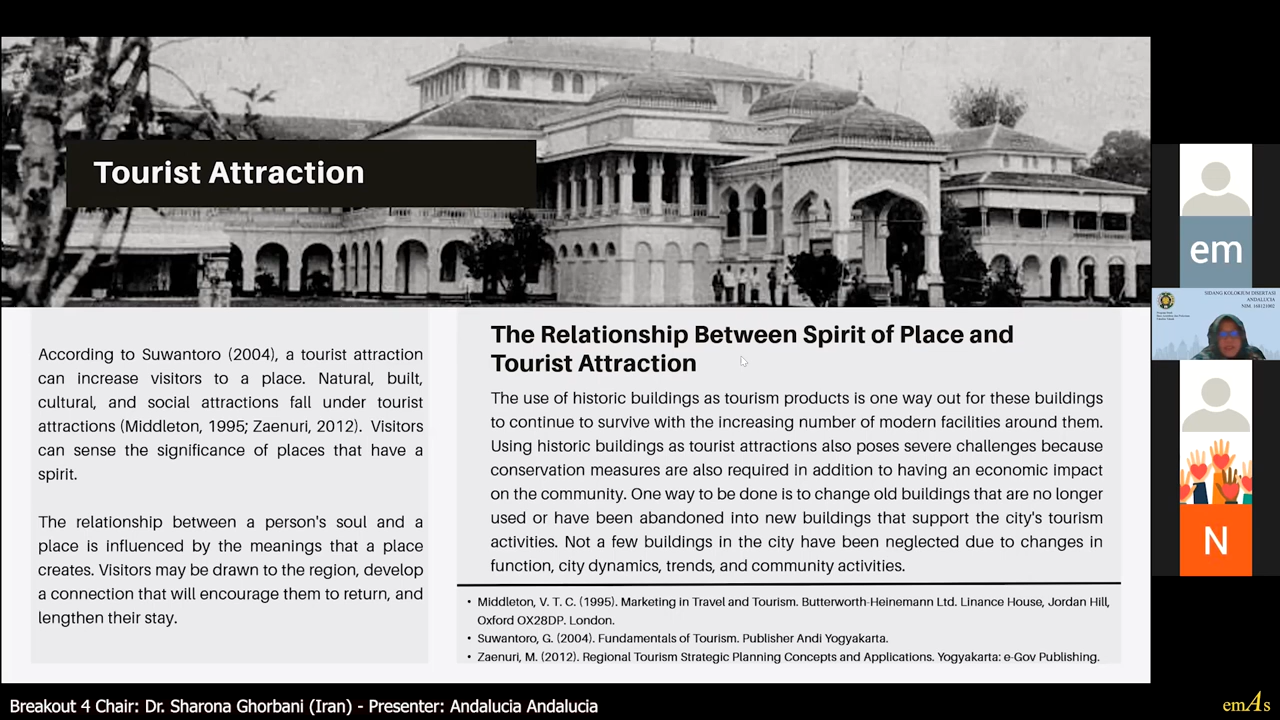 Tourist Attraction
According to Suwantoro (2004), a tourist attraction
can increase visitors to a place. Natural, built,
cultural, and social attractions fall under tourist
attractions (Middleton, 1995; Zaenuri, 2012). Visitors
can sense the significance of places that have a
spirit.
The relationship between a person's soul and a
place is influenced by the meanings that a place
creates. Visitors may be drawn to the region, develop
a connection that will encourage them to return, and
lengthen their stay.
The Relationship Between Spirit of Place and
Tourist Attraction
The use of historic buildings as tourism products is one way out for these buildings
to continue to survive with the increasing number of modern facilities around them.
Using historic buildings as tourist attractions also poses severe challenges because
conservation measures are also required in addition to having an economic impact
on the community. One way to be done is to change old buildings that are no longer
used or have been abandoned into new buildings that support the city's tourism
activities. Not a few buildings in the city have been neglected due to changes in
function, city dynamics, trends, and community activities.
• Middleton, V. T. C. (1995). Marketing in Travel and Tourism. Butterworth-Heinemann Ltd. Linance House, Jordan Hill,
Oxford OX28DP. London.
• Suwantoro, G. (2004). Fundamentals of Tourism. Publisher Andi Yogyakarta.
• Zaenuri, M. (2012). Regional Tourism Strategic Planning Concepts and Applications. Yogyakarta: e-Gov Publishing.
em
SIDANG KOLOKIUM DISERTASI
ANDALUCIA
N
Breakout 4 Chair: Dr. Sharona Ghorbani (Iran) - Presenter: Andalucia Andalucia
emAs